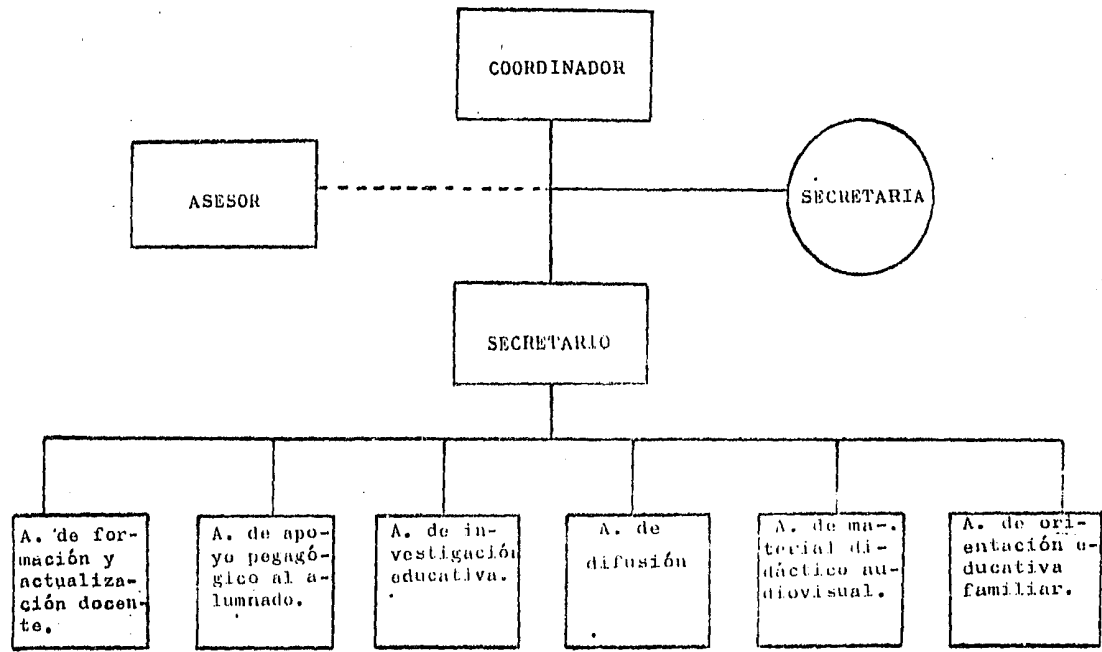 COORDINADOR
ASESOR
SECRETARIA
SECRETARIO
A. de for-
mación y
actualiza-
ción docen-
te.
A. de apo-
yo pegagó-
gico al a-
lumnado.
A. de in-
vestigación
educativa.
A. de
difusión
A. de ma-
terial di-
dáctico au-
diovisual.
A. de ori-
entación e-
ducativa
familiar.